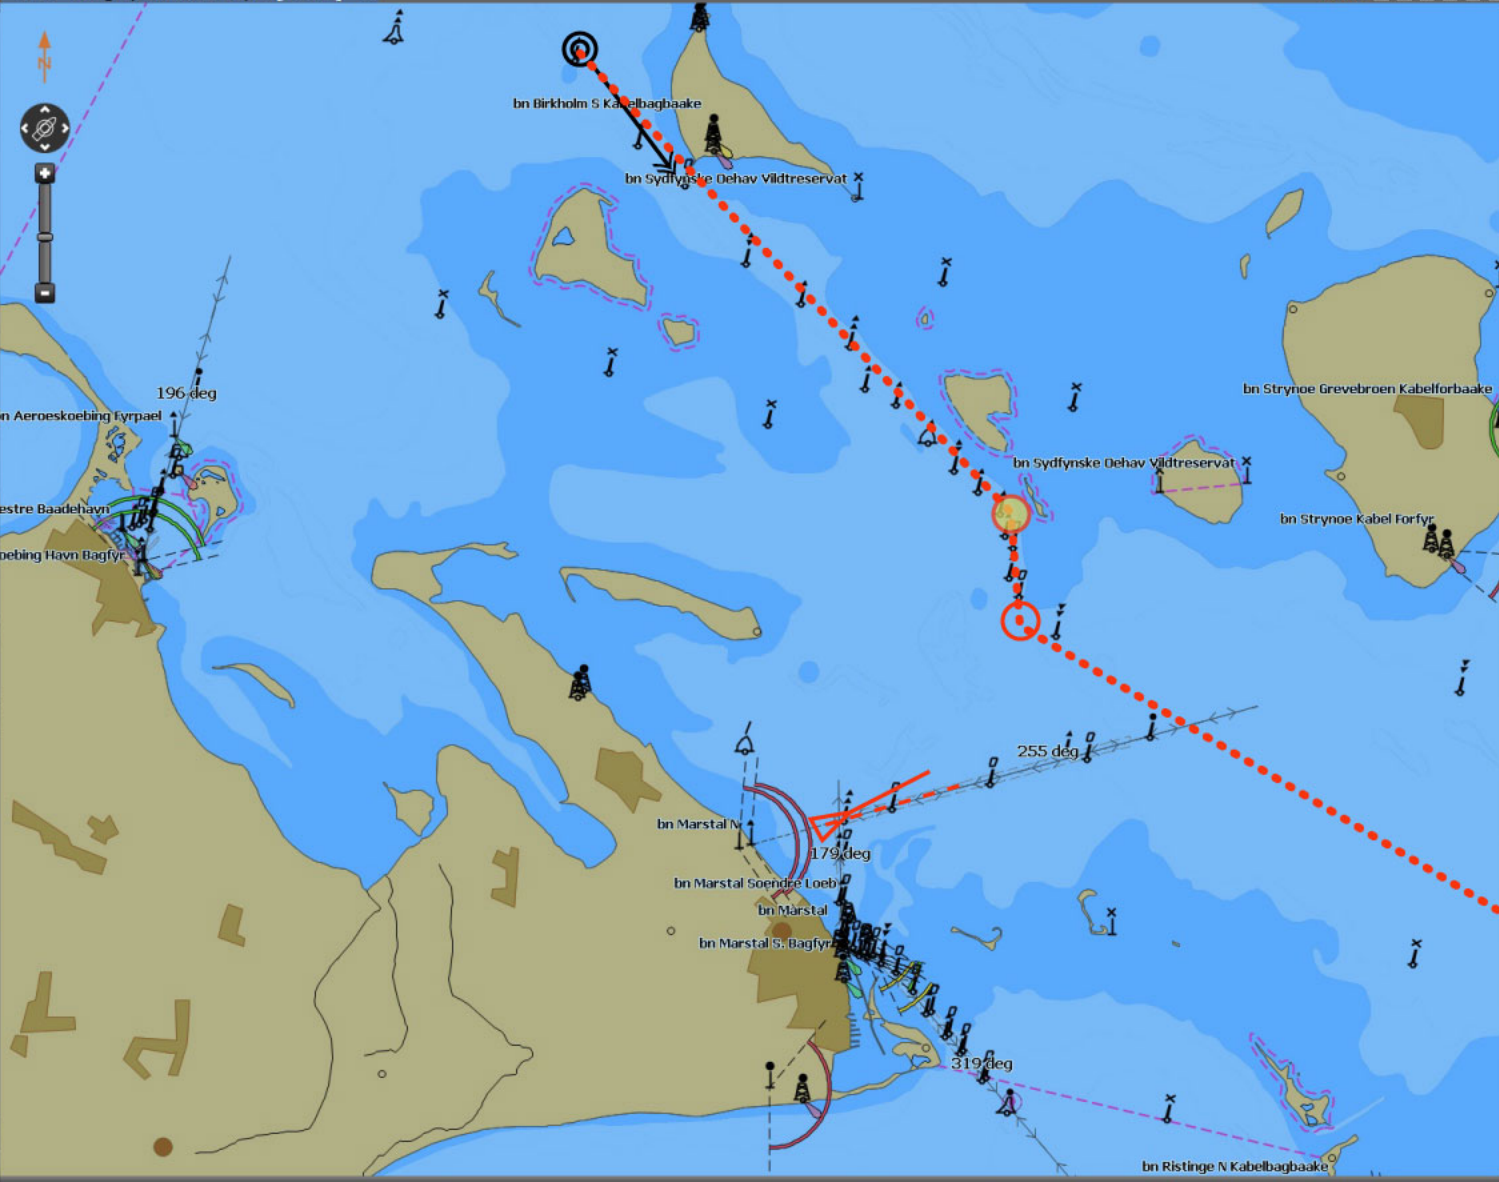 N
bn Birkholm S Kabelbagbaake
bn Sydfynske Oehav Vildtreservat
196 deg
bn Strynoe Grevebroen Kabelforbaake
n Aeroeskoebing Fyrpael
bn Sydfynske Oehav Vildtreservat
estre Baadehavn
bn Strynoe Kabel Forfyr
oebing Havn Bagfyr
255 deg
bn Marstal N
179 deg
bn Marstal Soendre Loeb
bn Marstal
bn Marstal S. Bagfyr
319 deg
bn Ristinge N Kabelbagbaake